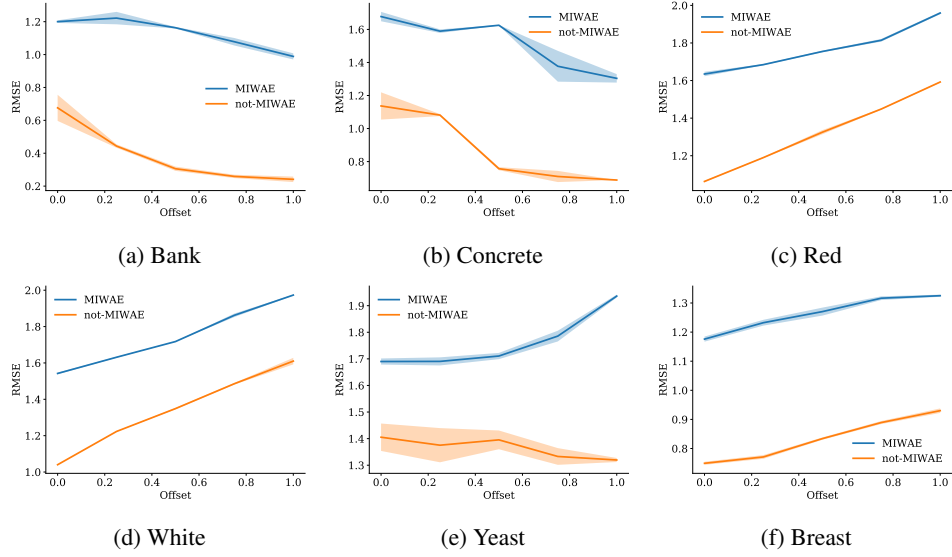 1.2
1.0
0.8
0.6
0.4
0.2
RMSE
MIWAE
not-MIWAE
0.0 0.2 0.4 0.6 0.8 1.0
Offset
(a) Bank
1.6
1.4
1.2
1.0
0.8
RMSE
MIWAE
not-MIWAE
0.0 0.2 0.4 0.6 0.8 1.0
Offset
(b) Concrete
2.0
1.8
1.6
1.4
1.2
RMSE
MIWAE
not-MIWAE
0.0 0.2 0.4 0.6 0.8 1.0
Offset
(c) Red
2.0
1.8
1.6
1.4
1.2
1.0
RMSE
MIWAE
not-MIWAE
0.0 0.2 0.4 0.6 0.8 1.0
Offset
(d) White
1.9
1.8
1.7
1.6
1.5
1.4
1.3
RMSE
MIWAE
not-MIWAE
0.0 0.2 0.4 0.6 0.8 1.0
Offset
(e) Yeast
1.3
1.2
1.1
1.0
0.9
0.8
RMSE
MIWAE
not-MIWAE
0.0 0.2 0.4 0.6 0.8 1.0
Offset
(f) Breast